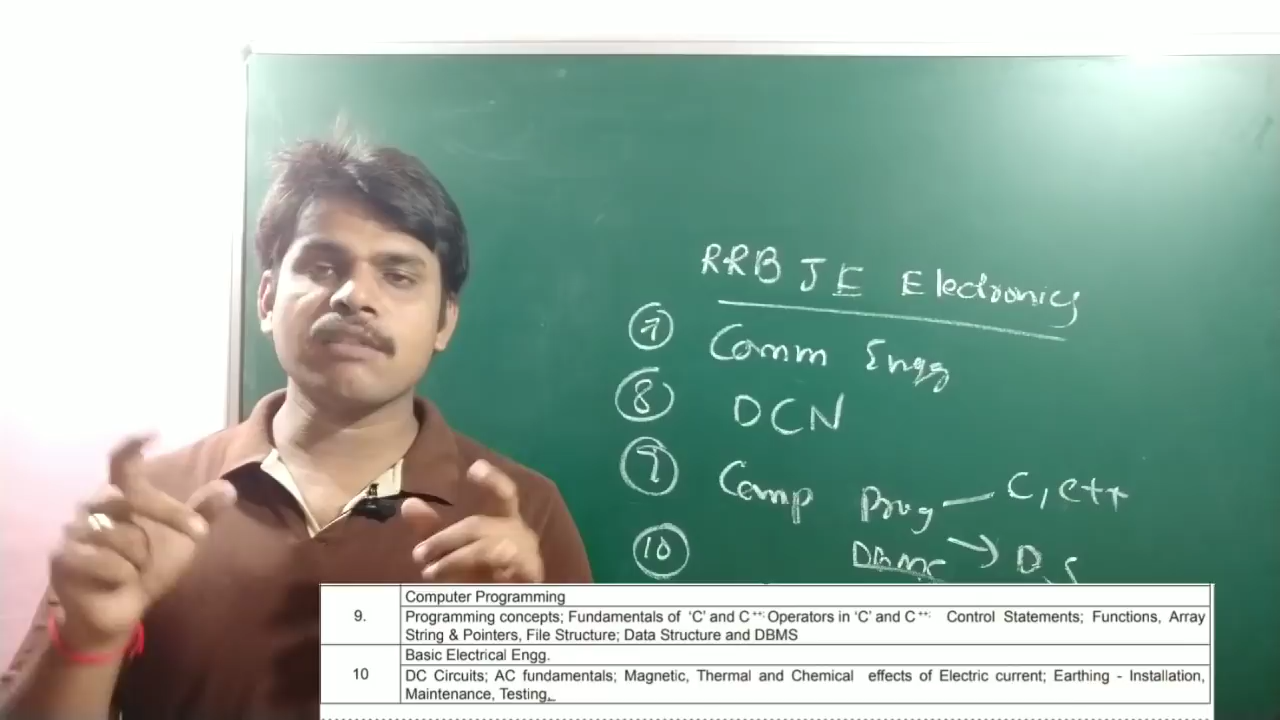 RRB JE Electronics
7 Comm Engg
8 DCN
9 Comp Prog — C, C++
10 DBMS → D.S
9. Computer Programming
Programming concepts; Fundamentals of 'C' and C ++; Operators in 'C' and C ++; Control Statements; Functions, Array
String & Pointers, File Structure; Data Structure and DBMS
10 Basic Electrical Engg.
DC Circuits; AC fundamentals; Magnetic, Thermal and Chemical effects of Electric current; Earthing - Installation,
Maintenance, Testing,